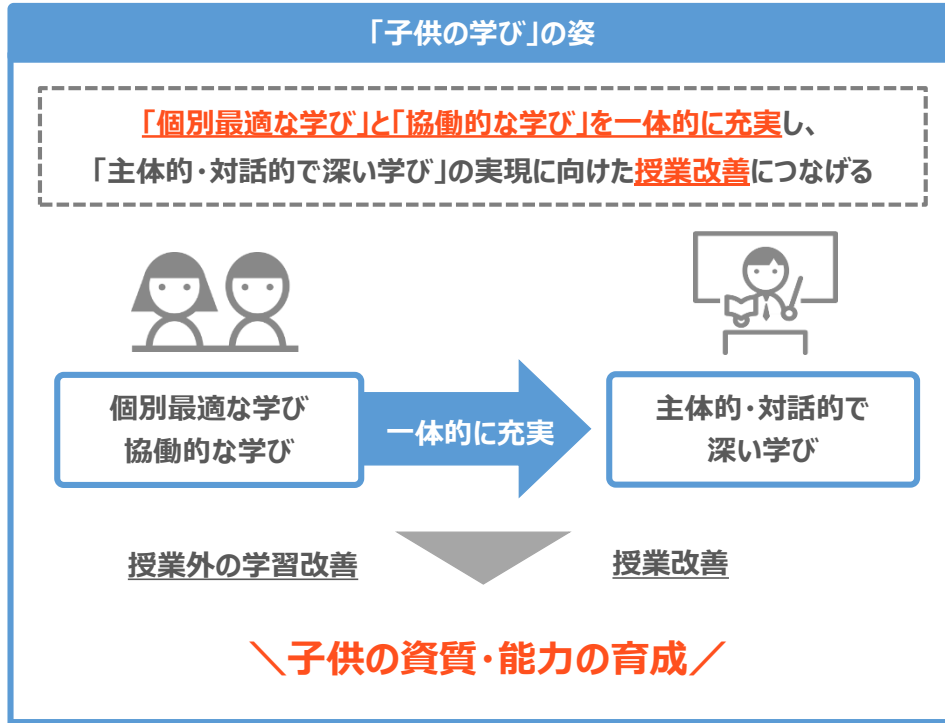 「子供の学び」の姿
「個別最適な学び」と「協働的な学び」を一体的に充実し、
「主体的・対話的で深い学び」の実現に向けた授業改善につなげる
個別最適な学び
協働的な学び
一体的に充実
主体的・対話的で
深い学び
授業外の学習改善
授業改善
＼子供の資質・能力の育成／